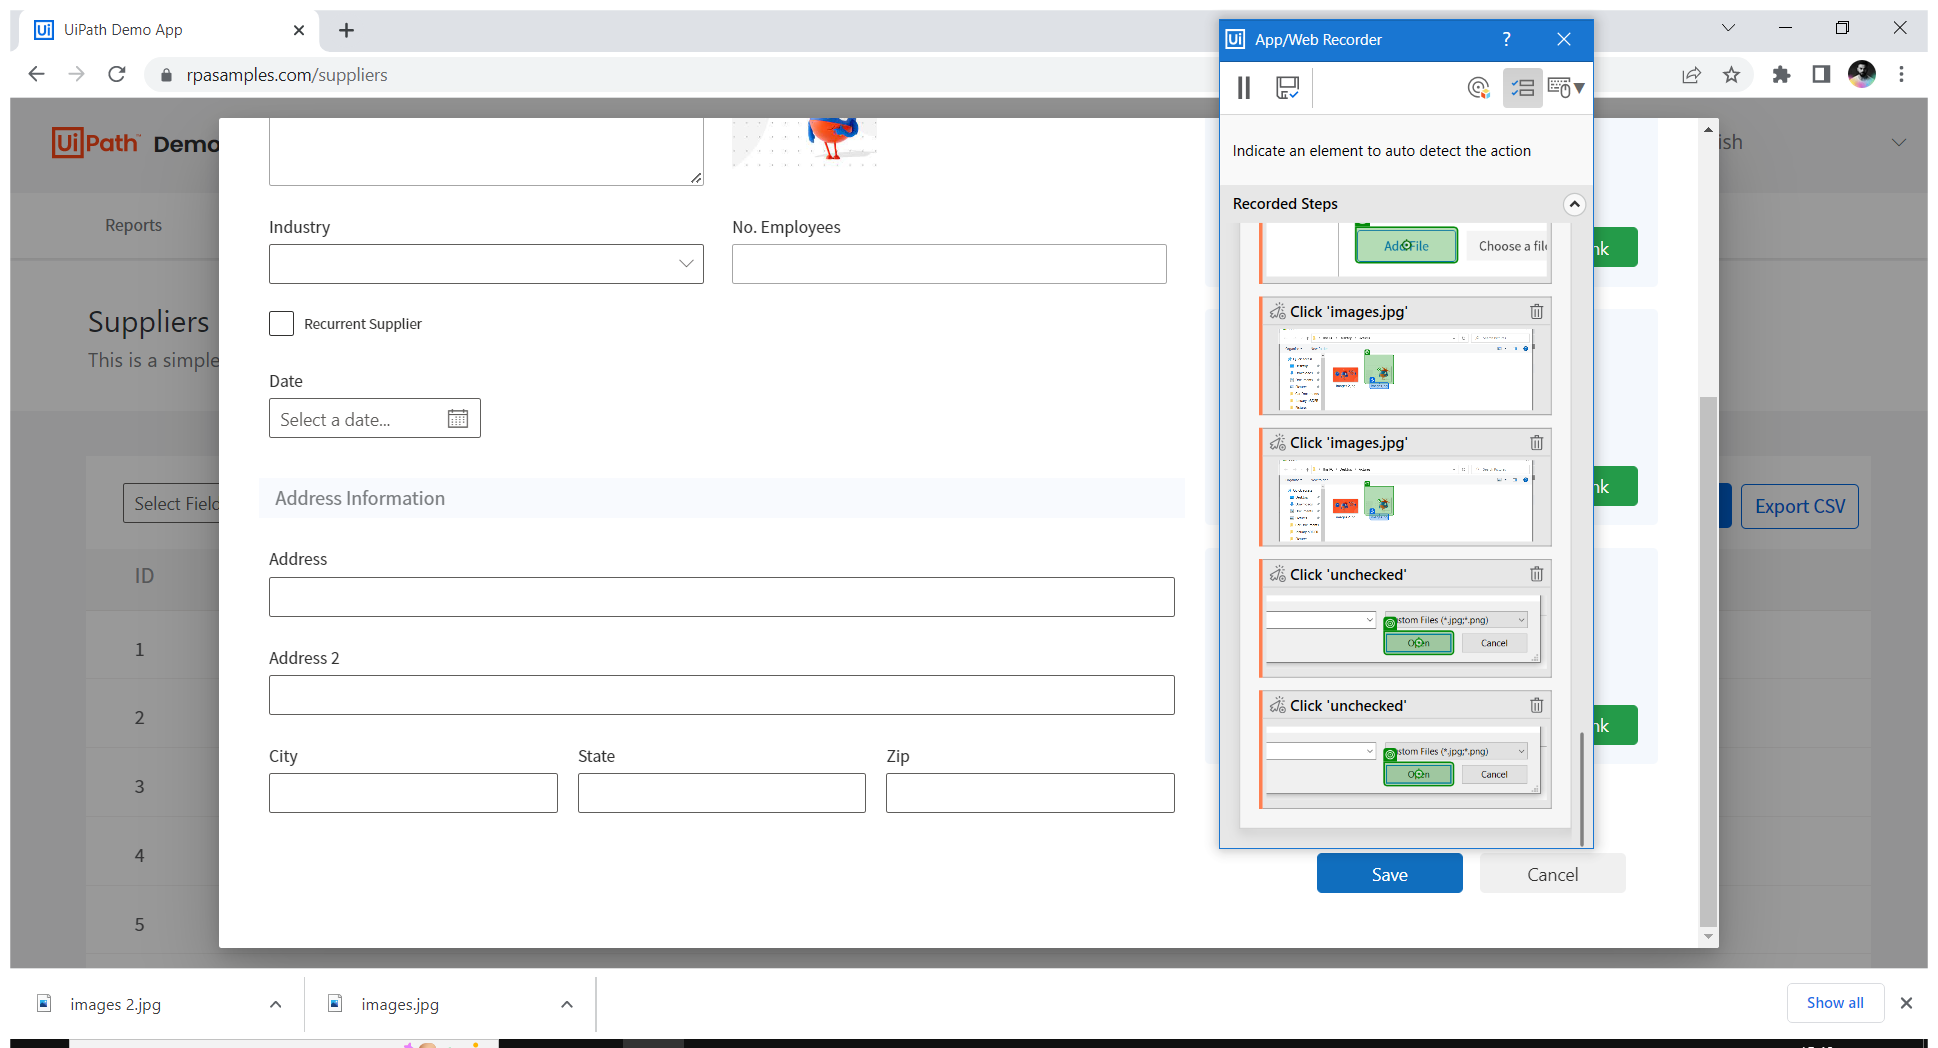 UiPath Demo App
rpasamples.com/suppliers
UiPath Demo
ish
Reports
Suppliers
This is a simple
Select Field
Export CSV
ID
1
2
3
4
5
Industry
No. Employees
Recurrent Supplier
Date
Select a date...
Address Information
Address
Address 2
City
State
Zip
Save
Cancel
nk
nk
nk
Ui App/Web Recorder ?
Indicate an element to auto detect the action
Recorded Steps
Add File
Choose a file
Click 'images.jpg'
Click 'images.jpg'
Click 'unchecked'
stom Files (*.jpg;*.png)
Open
Cancel
Click 'unchecked'
stom Files (*.jpg;*.png)
Open
Cancel
images 2.jpg
images.jpg
Show all